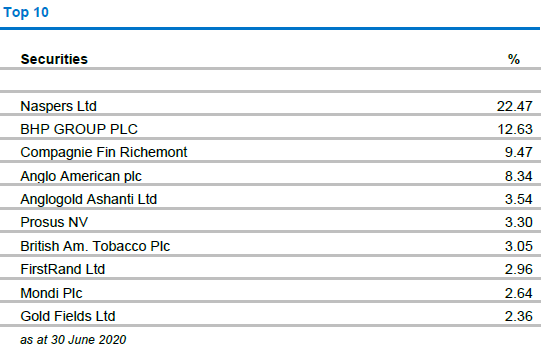 Top 10
Securities %
Naspers Ltd 22.47
BHP GROUP PLC 12.63
Compagnie Fin Richemont 9.47
Anglo American plc 8.34
Anglogold Ashanti Ltd 3.54
Prosus NV 3.30
British Am. Tobacco Plc 3.05
FirstRand Ltd 2.96
Mondi Plc 2.64
Gold Fields Ltd 2.36
as at 30 June 2020